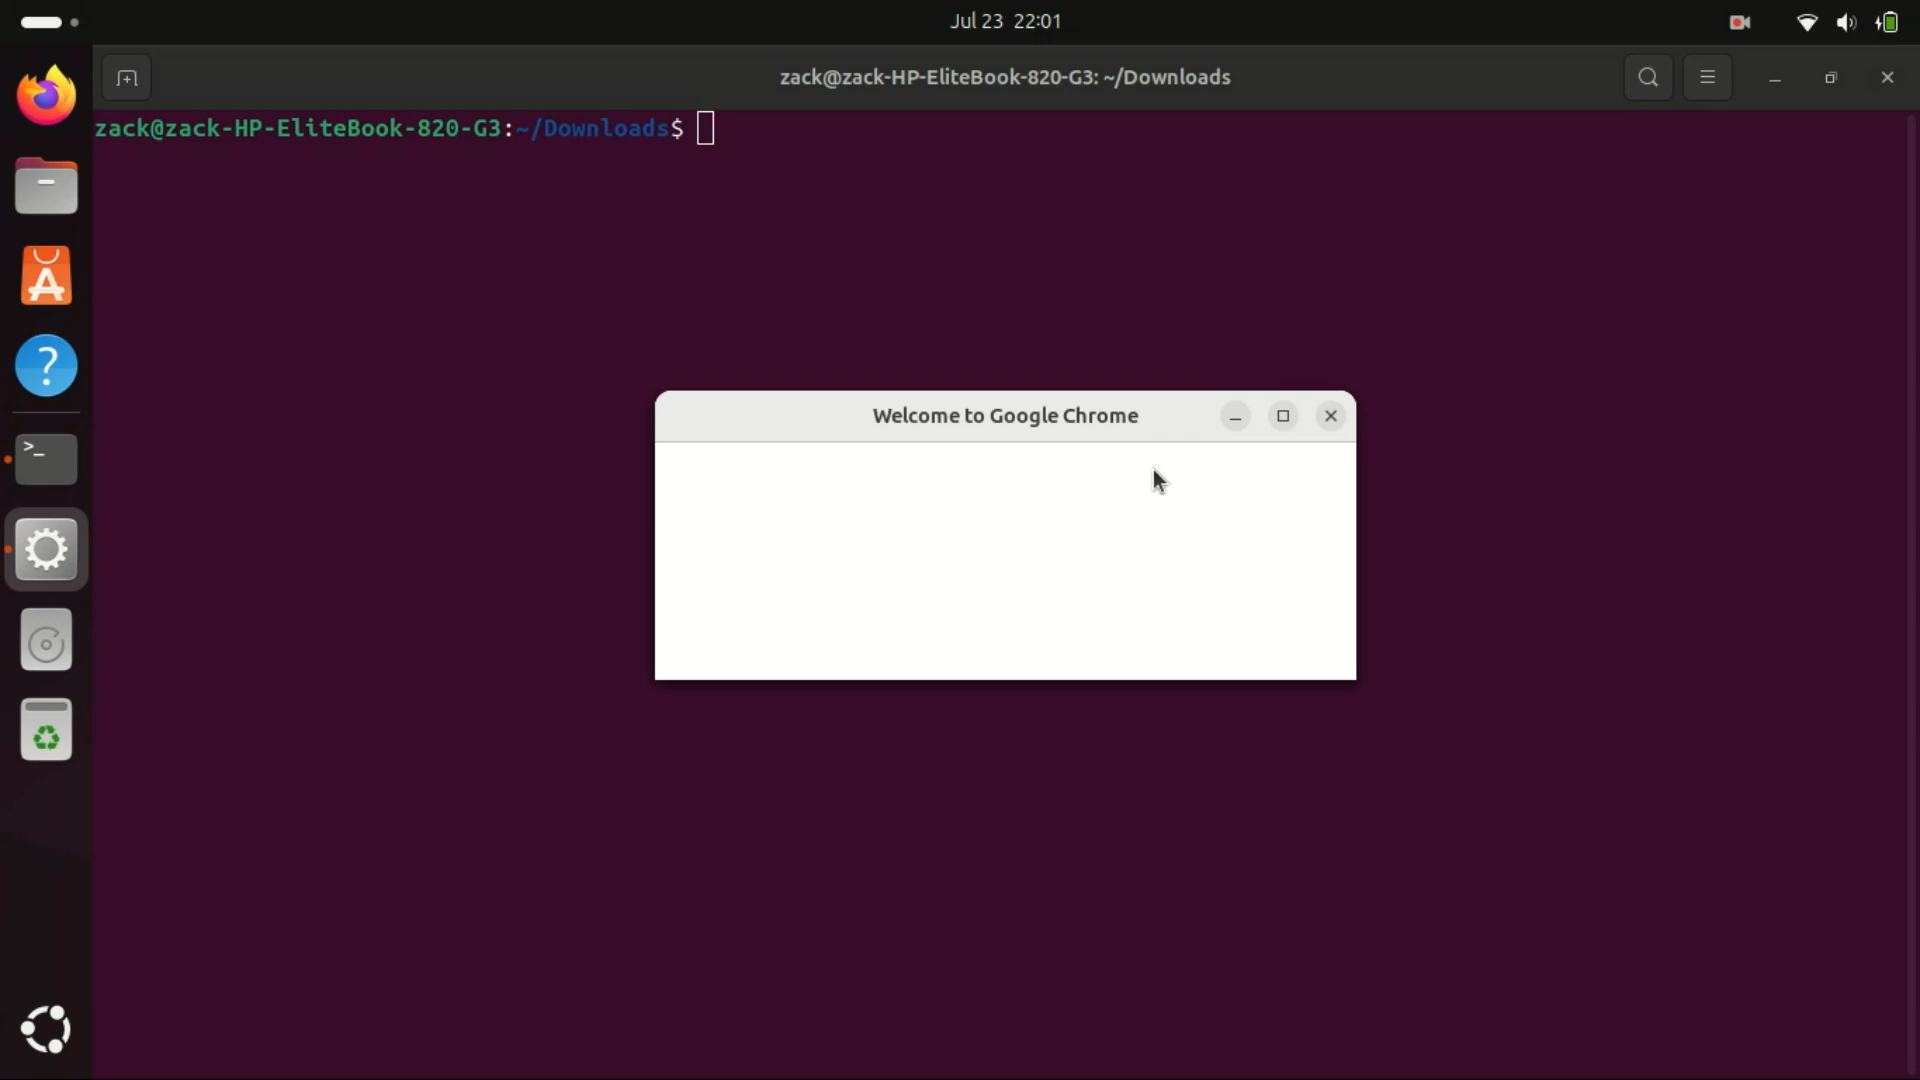 Jul 23 22:01
zack@zack-HP-EliteBook-820-G3: ~/Downloads
zack@zack-HP-EliteBook-820-G3:~/Downloads$
Welcome to Google Chrome